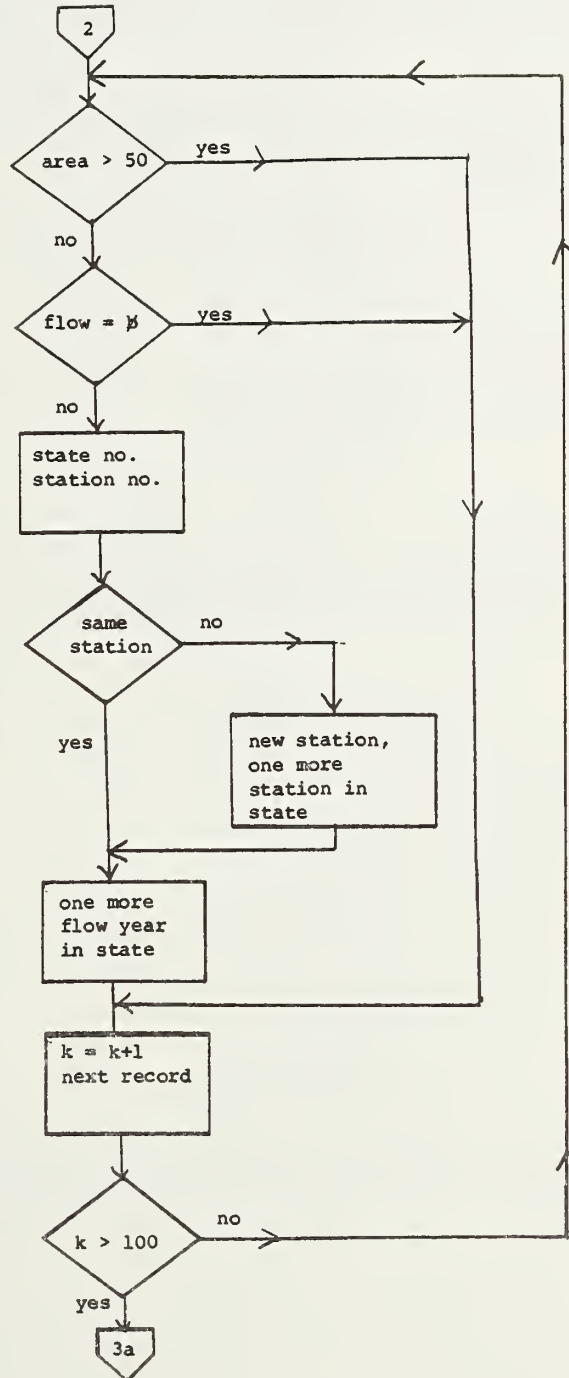 2
area > 50
yes
no
flow = ƀ
yes
no
state no.
station no.
same
station
no
yes
new station,
one more
station in
state
one more
flow year
in state
k = k+1
next record
k > 100
no
yes
3a